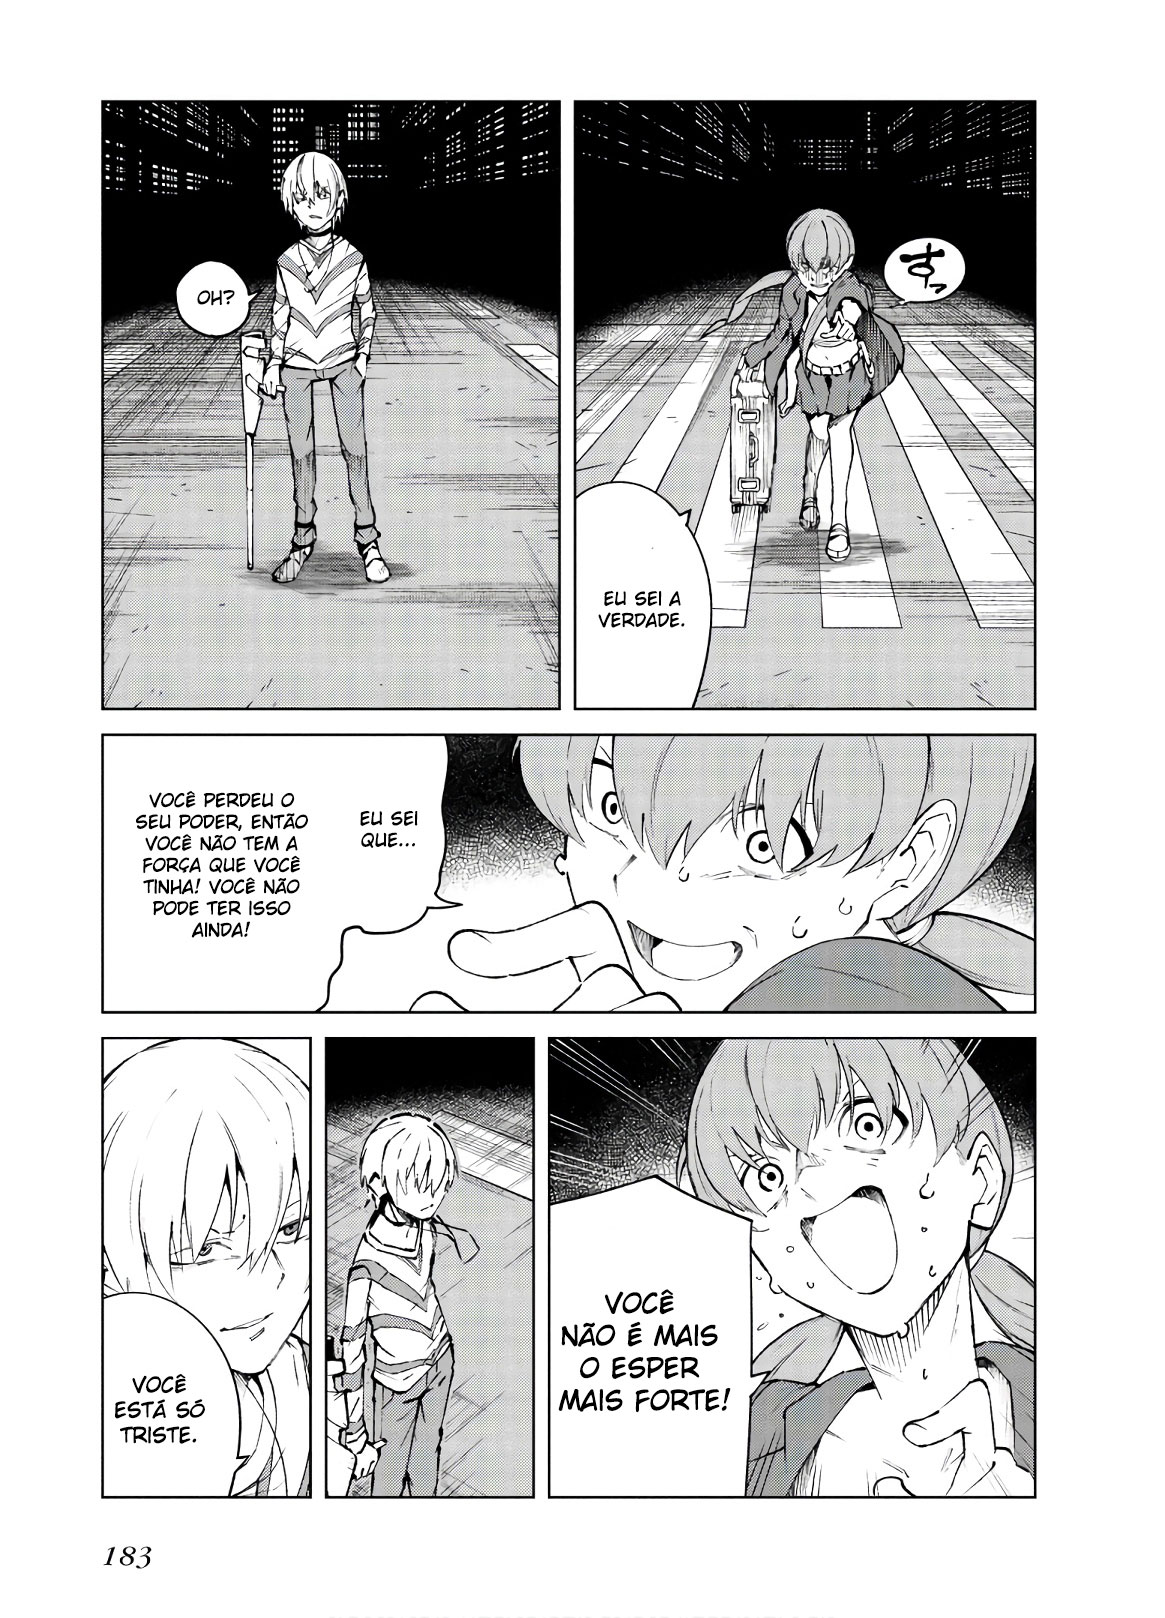 すっ
EU SEI A
VERDADE.
OH?
EU SEI
QUE...
VOCÊ PERDEU O
SEU PODER, ENTÃO
VOCÊ NÃO TEM A
FORÇA QUE VOCÊ
TINHA! VOCÊ NÃO
PODE TER ISSO
AINDA!
VOCÊ
NÃO É MAIS
O ESPER
MAIS FORTE!
VOCÊ
ESTÁ SÓ
TRISTE.
183